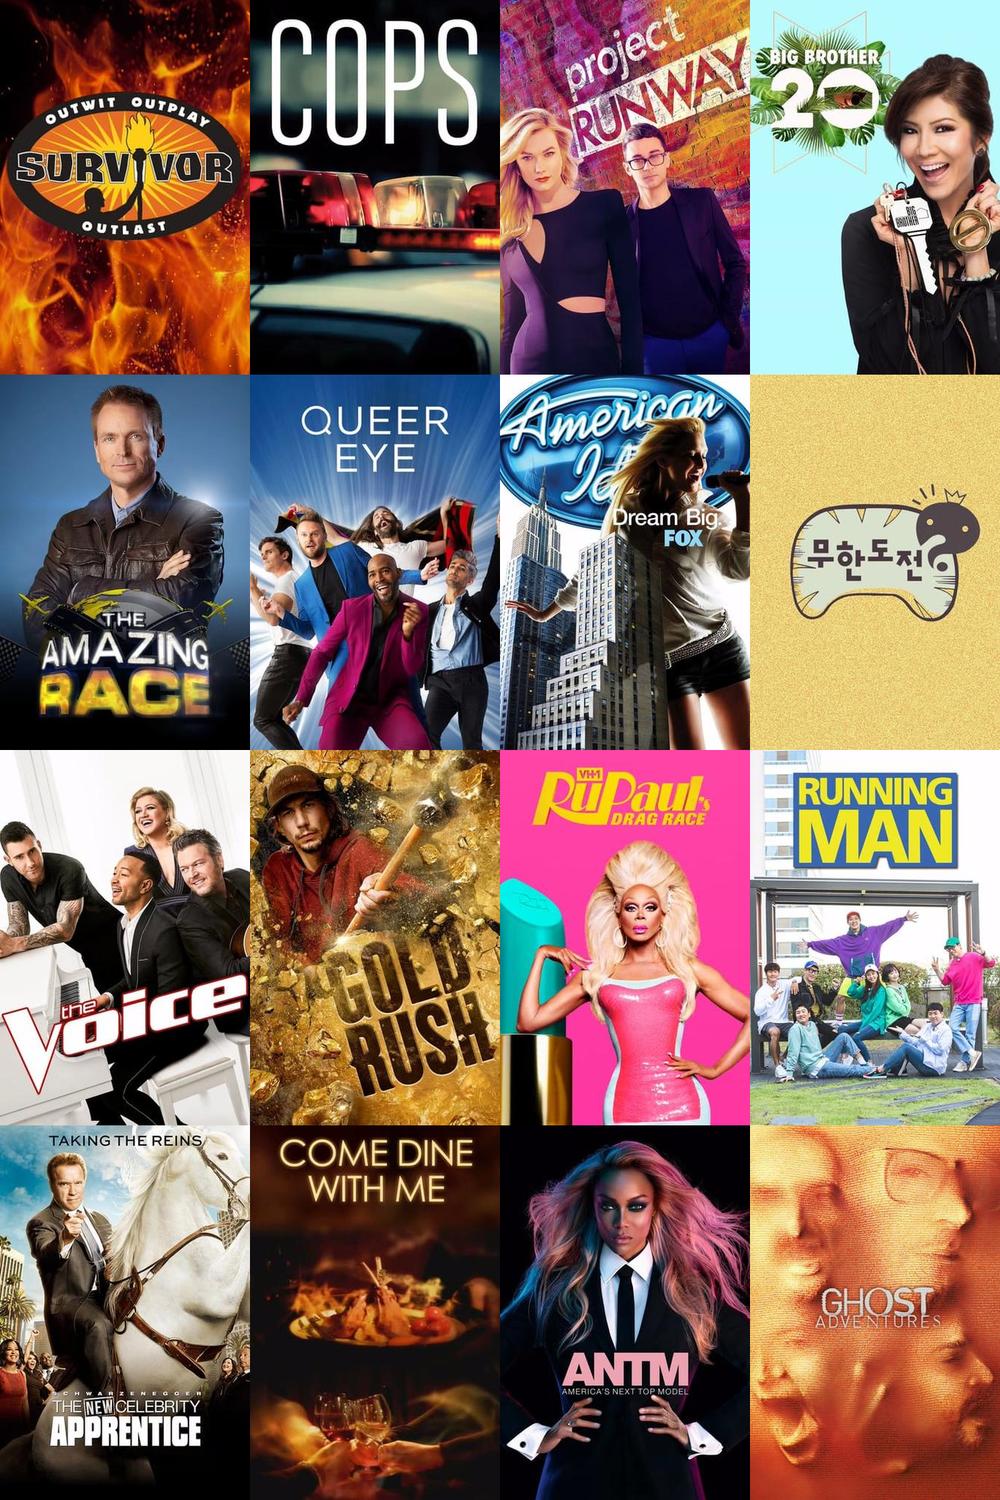 OUTWIT OUTPLAY
SURVIVOR
OUTLAST
COPS
project
RUNWAY
BIG BROTHER
20
BIG
BROTHER
THE
AMAZING
RACE
QUEER
EYE
American
Idol
Dream Big.
FOX
무한도전
the
Voice
GOLD
RUSH
VH1
RuPaul's
DRAG RACE
RUNNING
MAN
TAKING THE REINS
SCHWARZENEGGER
THE NEW CELEBRITY
APPRENTICE
COME DINE
WITH ME
ANTM
AMERICA'S NEXT TOP MODEL
GHOST
ADVENTURES